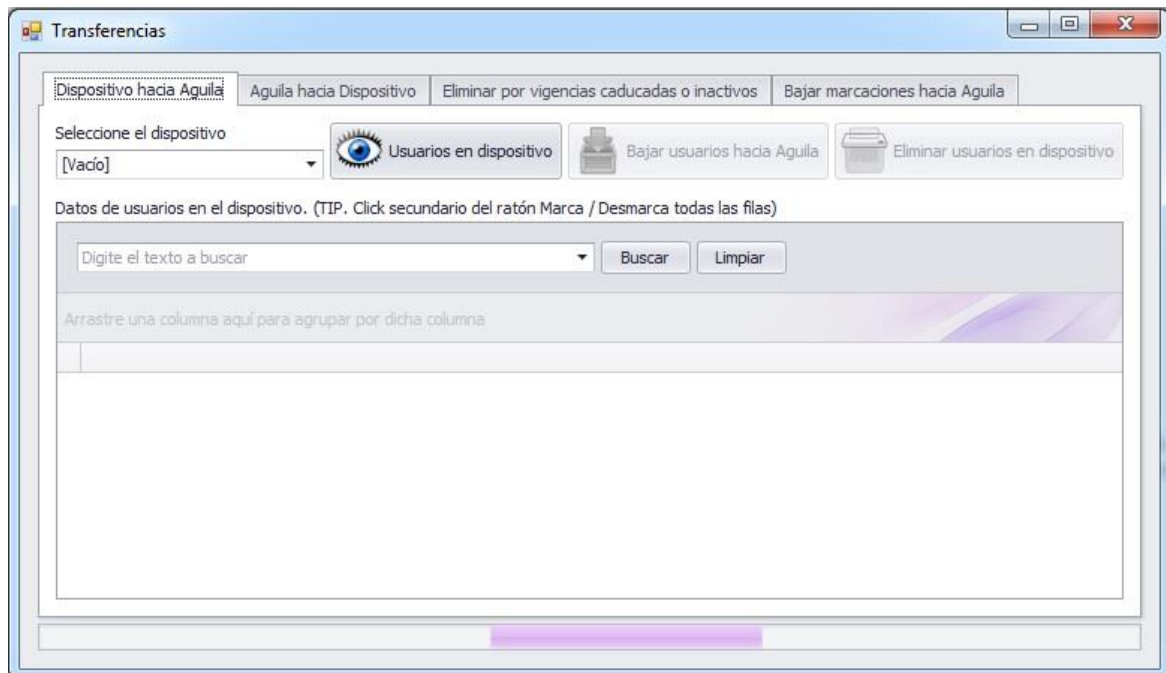 Transferencias
Dispositivo hacia Aguila
Aguila hacia Dispositivo
Eliminar por vigencias caducadas o inactivos
Bajar marcaciones hacia Aguila
Seleccione el dispositivo
[Vacío]
Usuarios en dispositivo
Bajar usuarios hacia Aguila
Eliminar usuarios en dispositivo
Datos de usuarios en el dispositivo. (TIP. Click secundario del ratón Marca / Desmarca todas las filas)
Digite el texto a buscar
Buscar
Limpiar
Arrastre una columna aquí para agrupar por dicha columna